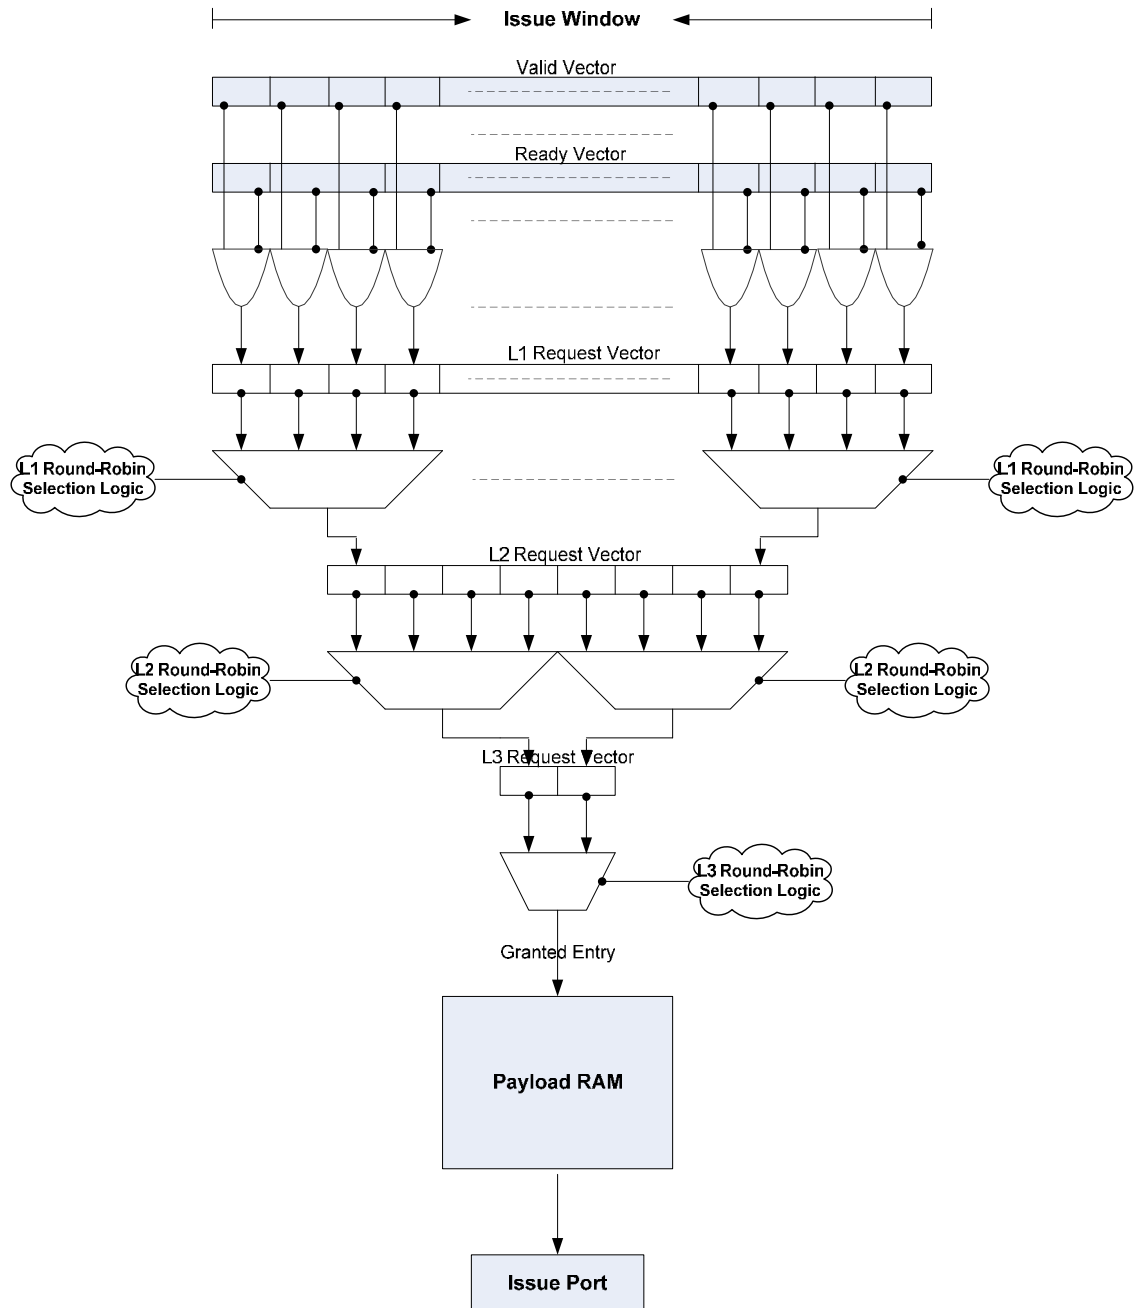 Issue Window
Valid Vector
Ready Vector
L1 Request Vector
L1 Round-Robin
Selection Logic
L1 Round-Robin
Selection Logic
L2 Request Vector
L2 Round-Robin
Selection Logic
L2 Round-Robin
Selection Logic
L3 Request Vector
L3 Round-Robin
Selection Logic
Granted Entry
Payload RAM
Issue Port